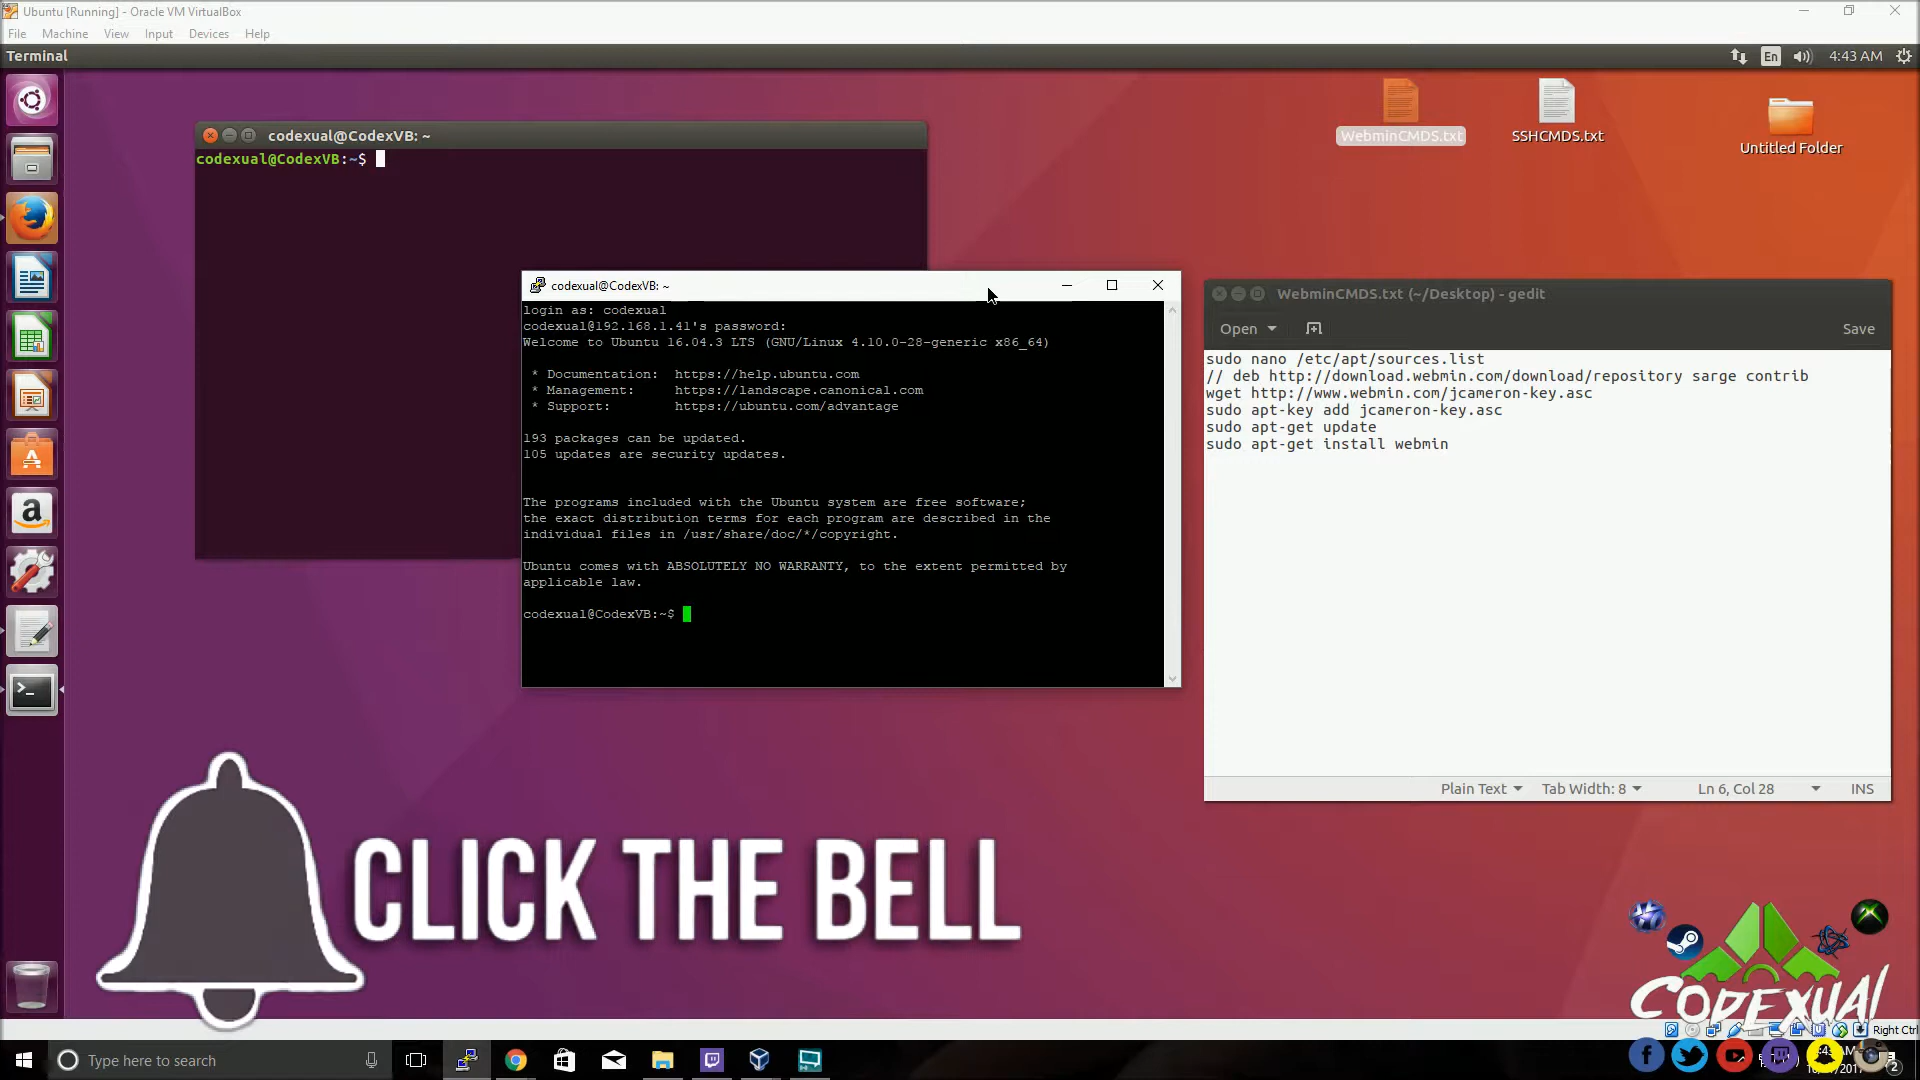 Ubuntu [Running] - Oracle VM VirtualBox
File Machine View Input Devices Help
Terminal
En
4:43 AM
codexual@CodexVB: ~
codexual@CodexVB:~$
WebminCMDS.txt
SSHCMDS.txt
Untitled Folder
codexual@CodexVB: ~
login as: codexual
codexual@192.168.1.41's password:
Welcome to Ubuntu 16.04.3 LTS (GNU/Linux 4.10.0-28-generic x86_64)
* Documentation: https://help.ubuntu.com
* Management: https://landscape.canonical.com
* Support: https://ubuntu.com/advantage
193 packages can be updated.
105 updates are security updates.
The programs included with the Ubuntu system are free software;
the exact distribution terms for each program are described in the
individual files in /usr/share/doc/*/copyright.
Ubuntu comes with ABSOLUTELY NO WARRANTY, to the extent permitted by
applicable law.
codexual@CodexVB:~$
WebminCMDS.txt (~/Desktop) - gedit
Open
Save
sudo nano /etc/apt/sources.list
// deb http://download.webmin.com/download/repository sarge contrib
wget http://www.webmin.com/jcameron-key.asc
sudo apt-key add jcameron-key.asc
sudo apt-get update
sudo apt-get install webmin
Plain Text Tab Width: 8 Ln 6, Col 28 INS
CLICK THE BELL
CODEXUAL
Right Ctrl
Type here to search
2